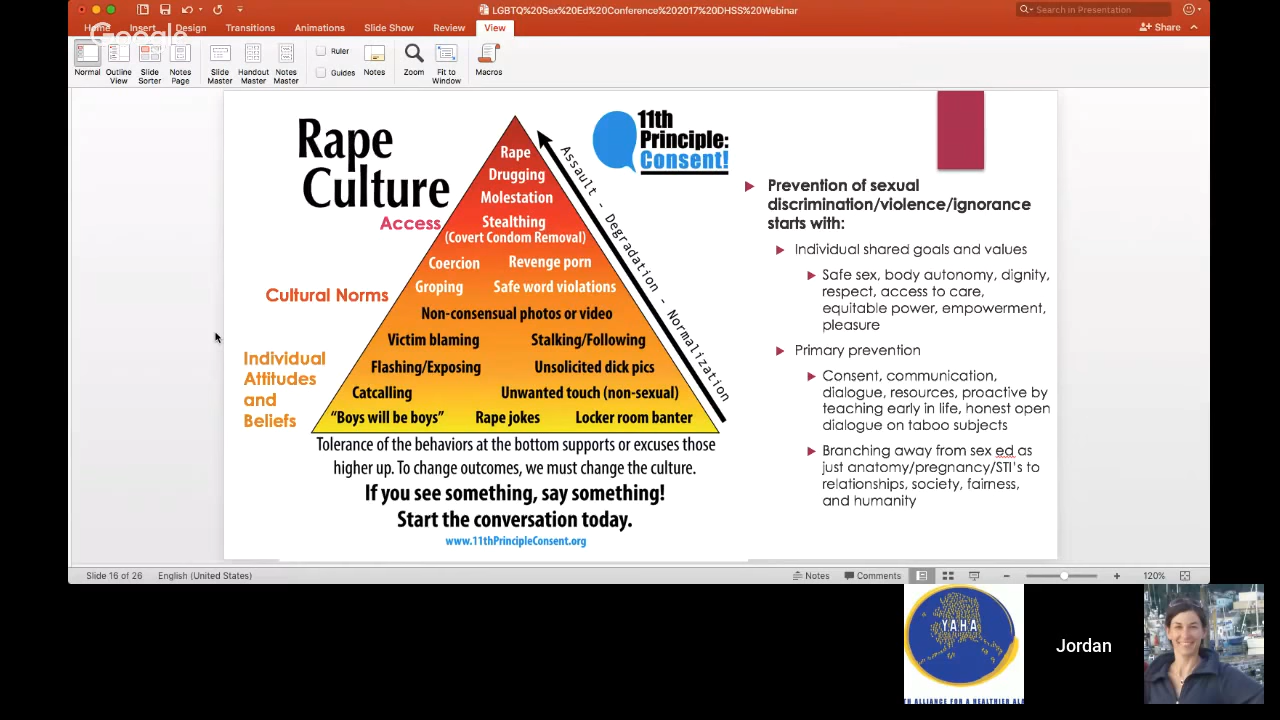 LGBTQ%20Sex%20Ed%20Conference%202017%20DHSS%20Webinar
Search in Presentation
Home Insert Design Transitions Animations Slide Show Review View
Share
Google
Normal
Outline View
Slide Sorter
Notes Page
Slide Master
Handout Master
Notes Master
Ruler
Guides
Notes
Zoom
Fit to Window
Macros
Rape
Culture
11th
Principle:
Consent!
Assault - Degradation - Normalization
Access
Cultural Norms
Individual
Attitudes
and
Beliefs
Rape
Drugging
Molestation
Stealthing
(Covert Condom Removal)
Coercion Revenge porn
Groping Safe word violations
Non-consensual photos or video
Victim blaming Stalking/Following
Flashing/Exposing Unsolicited dick pics
Catcalling Unwanted touch (non-sexual)
“Boys will be boys” Rape jokes Locker room banter
Tolerance of the behaviors at the bottom supports or excuses those
higher up. To change outcomes, we must change the culture.
If you see something, say something!
Start the conversation today.
www.11thPrincipleConsent.org
Prevention of sexual
discrimination/violence/ignorance
starts with:
Individual shared goals and values
Safe sex, body autonomy, dignity,
respect, access to care,
equitable power, empowerment,
pleasure
Primary prevention
Consent, communication,
dialogue, resources, proactive by
teaching early in life, honest open
dialogue on taboo subjects
Branching away from sex ed as
just anatomy/pregnancy/STI's to
relationships, society, fairness,
and humanity
Slide 16 of 26 English (United States)
Notes Comments 120%
YAHA
TH ALLIANCE FOR A HEALTHIER AL
Jordan